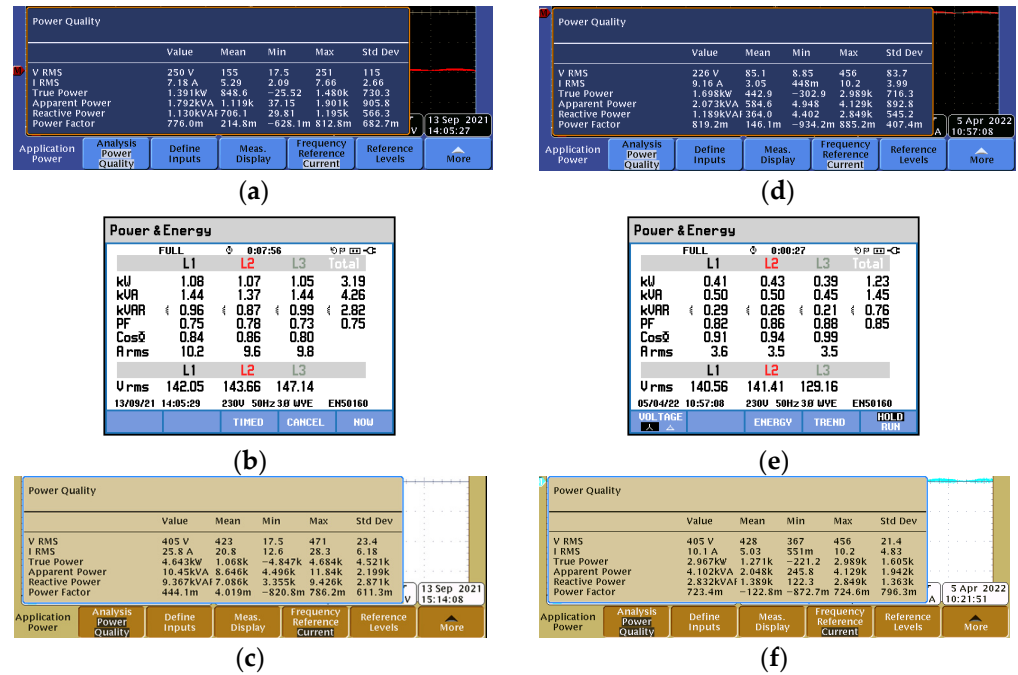 Power Quality
Value Mean Min Max Std Dev
V RMS 250 V 155 17.5 251 115
I RMS 7.18 A 5.29 2.09 7.66 2.66
True Power 1.391kW 848.6 −25.52 1.480k 730.3
Apparent Power 1.792kVA 1.119k 37.15 1.901k 905.8
Reactive Power 1.130kVAr 706.1 29.81 1.195k 566.3
Power Factor 776.0m 214.8m −628.1m 812.8m 682.7m
V
13 Sep 2021
14:05:27
Application Power
Analysis Power Quality
Define Inputs
Meas. Display
Frequency Reference Current
Reference Levels
More
(a)
Power Quality
Value Mean Min Max Std Dev
V RMS 226 V 85.1 8.85 456 83.7
I RMS 9.16 A 3.05 448m 10.2 3.99
True Power 1.698kW 442.9 −302.9 2.989k 716.3
Apparent Power 2.073kVA 584.6 4.948 4.129k 892.8
Reactive Power 1.189kVAr 364.0 4.402 2.849k 545.2
Power Factor 819.2m 146.1m −934.2m 885.2m 407.4m
A
5 Apr 2022
10:57:08
Application Power
Analysis Power Quality
Define Inputs
Meas. Display
Frequency Reference Current
Reference Levels
More
(d)
Power & Energy
FULL 0:07:56
L1 L2 L3 Total
kW 1.08 1.07 1.05 3.19
kVA 1.44 1.37 1.44 4.26
kVAR 0.96 0.87 0.99 2.82
PF 0.75 0.78 0.73 0.75
CosΦ 0.84 0.86 0.80
A rms 10.2 9.6 9.8
L1 L2 L3
V rms 142.05 143.66 147.14
13/09/21 14:05:29 230V 50Hz 3Ø WYE EN50160
TIMED CANCEL NOW
(b)
Power & Energy
FULL 0:00:27
L1 L2 L3 Total
kW 0.41 0.43 0.39 1.23
kVA 0.50 0.50 0.45 1.45
kVAR 0.29 0.26 0.21 0.76
PF 0.82 0.86 0.88 0.85
CosΦ 0.91 0.94 0.99
A rms 3.6 3.5 3.5
L1 L2 L3
V rms 140.56 141.41 129.16
05/04/22 10:57:08 230V 50Hz 3Ø WYE EN50160
VOLTAGE ENERGY TREND HOLD
RUN
(e)
Power Quality
Value Mean Min Max Std Dev
V RMS 405 V 423 17.5 471 23.4
I RMS 25.8 A 20.8 12.6 28.3 6.18
True Power 4.643kW 1.068k −4.847k 4.684k 4.521k
Apparent Power 10.45kVA 8.646k 4.496k 11.84k 2.199k
Reactive Power 9.367kVAr 7.086k 3.355k 9.426k 2.871k
Power Factor 444.1m 4.019m −820.8m 786.2m 611.3m
V
13 Sep 2021
15:14:08
Application Power
Analysis Power Quality
Define Inputs
Meas. Display
Frequency Reference Current
Reference Levels
More
(c)
Power Quality
Value Mean Min Max Std Dev
V RMS 405 V 428 367 456 21.4
I RMS 10.1 A 5.03 551m 10.2 4.83
True Power 2.967kW 1.271k −221.2 2.989k 1.605k
Apparent Power 4.102kVA 2.048k 245.8 4.129k 1.942k
Reactive Power 2.832kVAr 1.389k 122.3 2.849k 1.363k
Power Factor 723.4m −122.8m −872.7m 724.6m 796.3m
A
5 Apr 2022
10:21:51
Application Power
Analysis Power Quality
Define Inputs
Meas. Display
Frequency Reference Current
Reference Levels
More
(f)